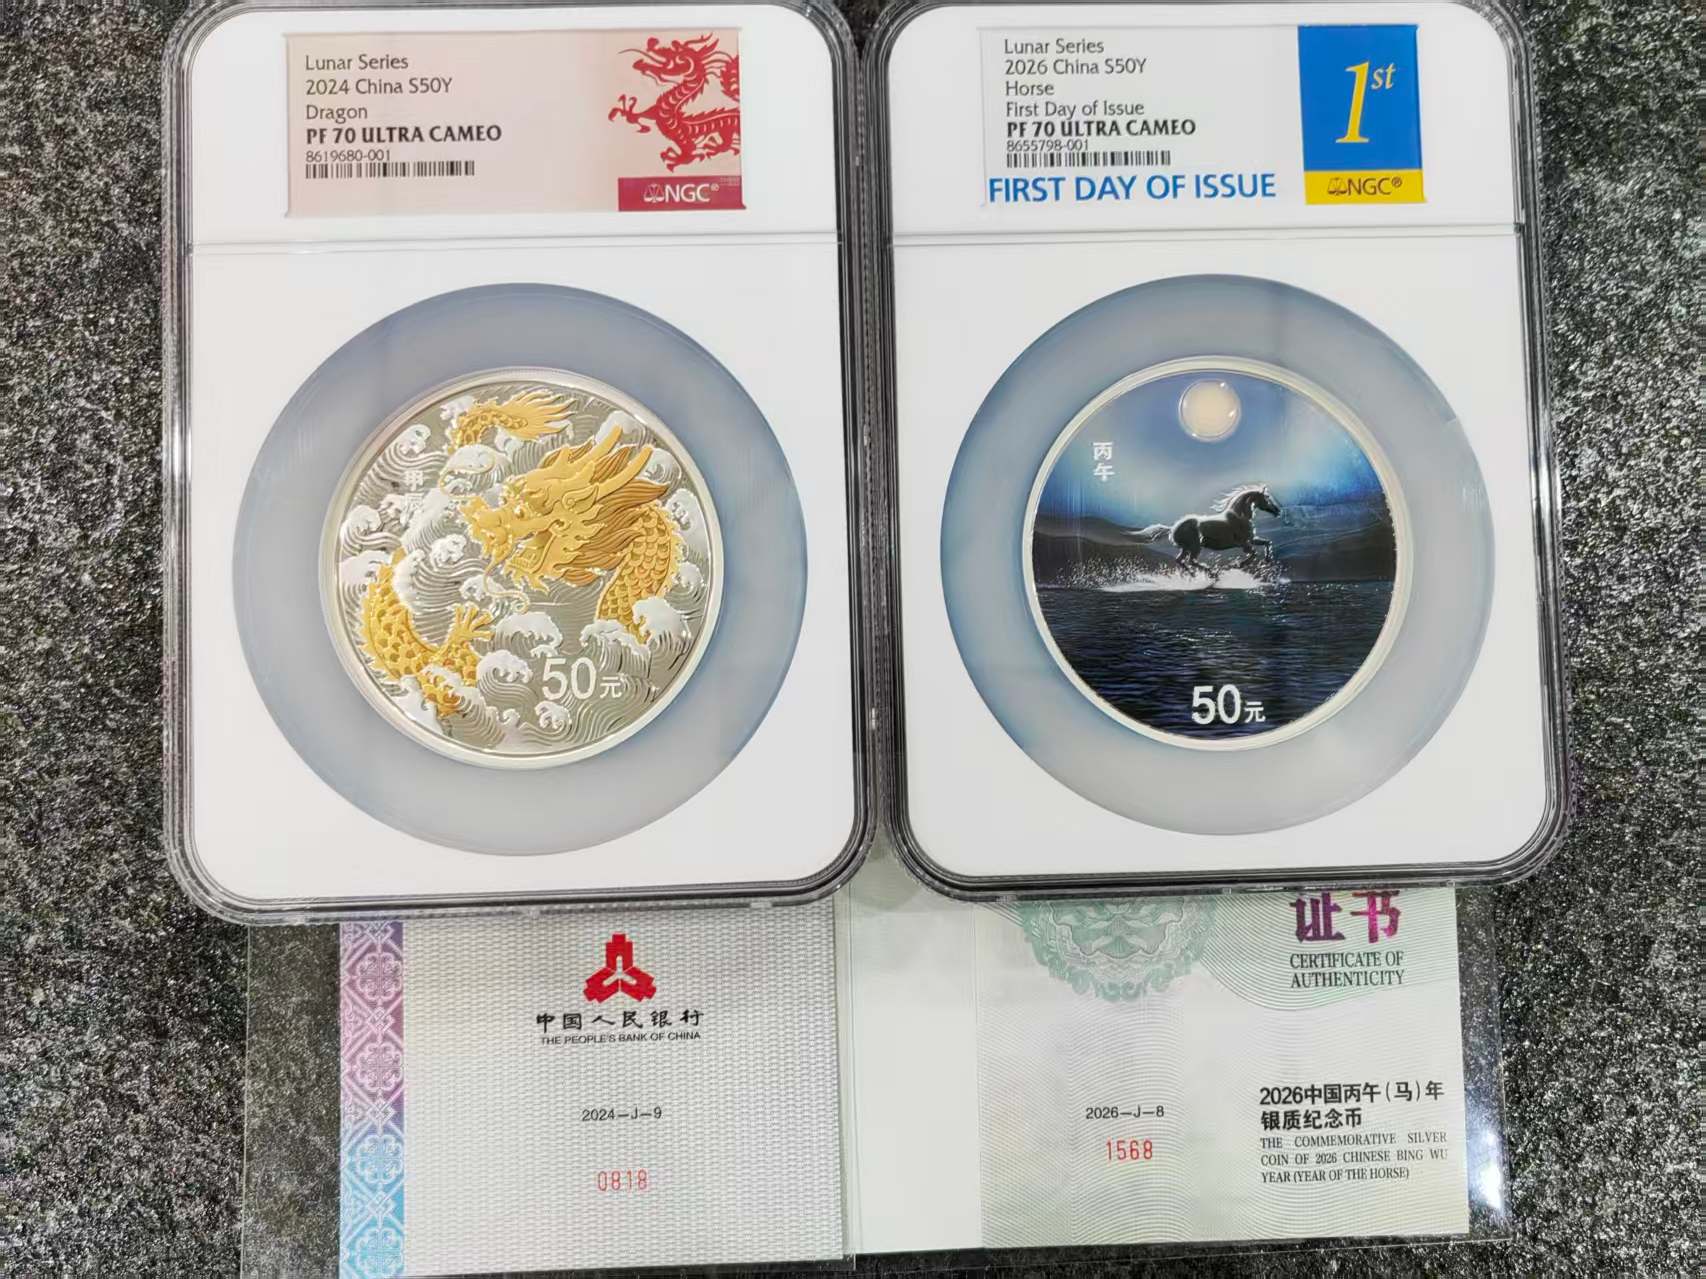 Lunar Series
2024 China S50Y
Dragon
PF 70 ULTRA CAMEO
8619680-001
NGC®
Lunar Series
2026 China S50Y
Horse
First Day of Issue
PF 70 ULTRA CAMEO
8655798-001
FIRST DAY OF ISSUE
1st
NGC®
甲辰
50元
丙午
50元
中国人民银行
THE PEOPLE'S BANK OF CHINA
2024-J-9
0818
证书
CERTIFICATE OF
AUTHENTICITY
2026-J-8
1568
2026中国丙午(马)年
银质纪念币
THE COMMEMORATIVE SILVER
COIN OF 2026 CHINESE BING WU
YEAR (YEAR OF THE HORSE)